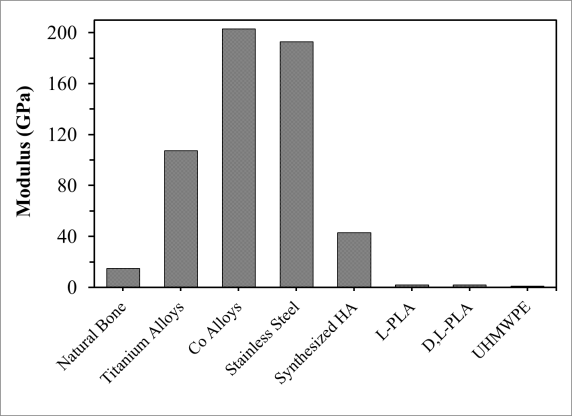 Modulus (GPa)
200
160
120
80
40
0
Natural Bone
Titanium Alloys
Co Alloys
Stainless Steel
Synthesized HA
L-PLA
D,L-PLA
UHMWPE